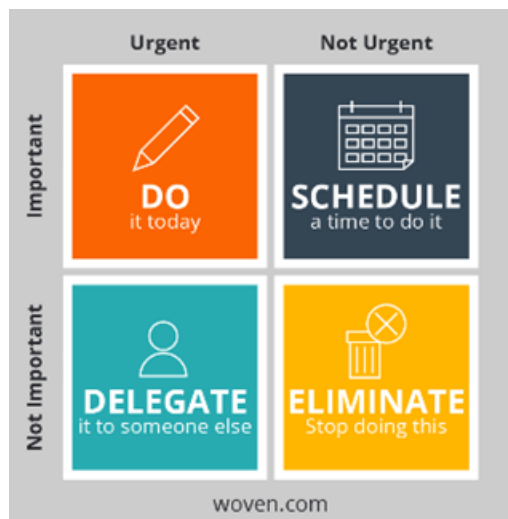 Urgent
Not Urgent
Important
DO
it today
SCHEDULE
a time to do it
Not Important
DELEGATE
it to someone else
ELIMINATE
Stop doing this
woven.com